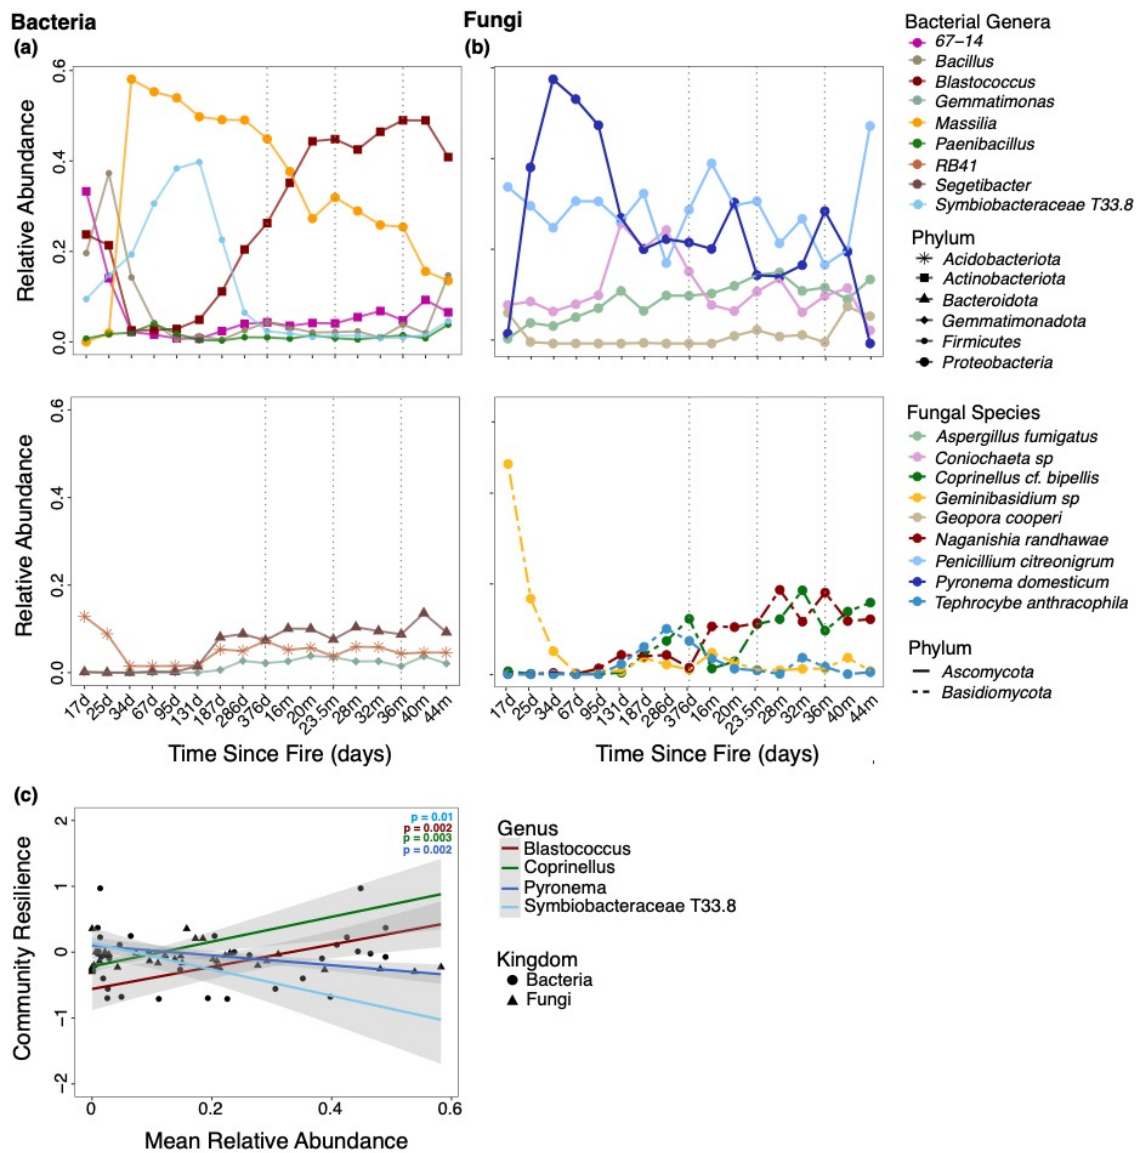 Bacteria
(a)
Fungi
(b)
Relative Abundance
0.6
0.4
0.2
0.0
Relative Abundance
0.6
0.4
0.2
0.0
17d 25d 34d 67d 95d 131d 187d 286d 376d 16m 20m 23.5m 28m 32m 36m 40m 44m
Time Since Fire (days)
17d 25d 34d 67d 95d 131d 187d 286d 376d 16m 20m 23.5m 28m 32m 36m 40m 44m
Time Since Fire (days)
Bacterial Genera
67−14
Bacillus
Blastococcus
Gemmatimonas
Massilia
Paenibacillus
RB41
Segetibacter
Symbiobacteraceae T33.8
Phylum
Acidobacteriota
Actinobacteriota
Bacteroidota
Gemmatimonadota
Firmicutes
Proteobacteria
Fungal Species
Aspergillus fumigatus
Coniochaeta sp
Coprinellus cf. bipellis
Geminibasidium sp
Geopora cooperi
Naganishia randhawae
Penicillium citreonigrum
Pyronema domesticum
Tephrocybe anthracophila
Phylum
Ascomycota
Basidiomycota
(c)
Community Resilience
2
1
0
−1
−2
p = 0.01
p = 0.002
p = 0.003
p = 0.002
0 0.2 0.4 0.6
Mean Relative Abundance
Genus
Blastococcus
Coprinellus
Pyronema
Symbiobacteraceae T33.8
Kingdom
Bacteria
Fungi